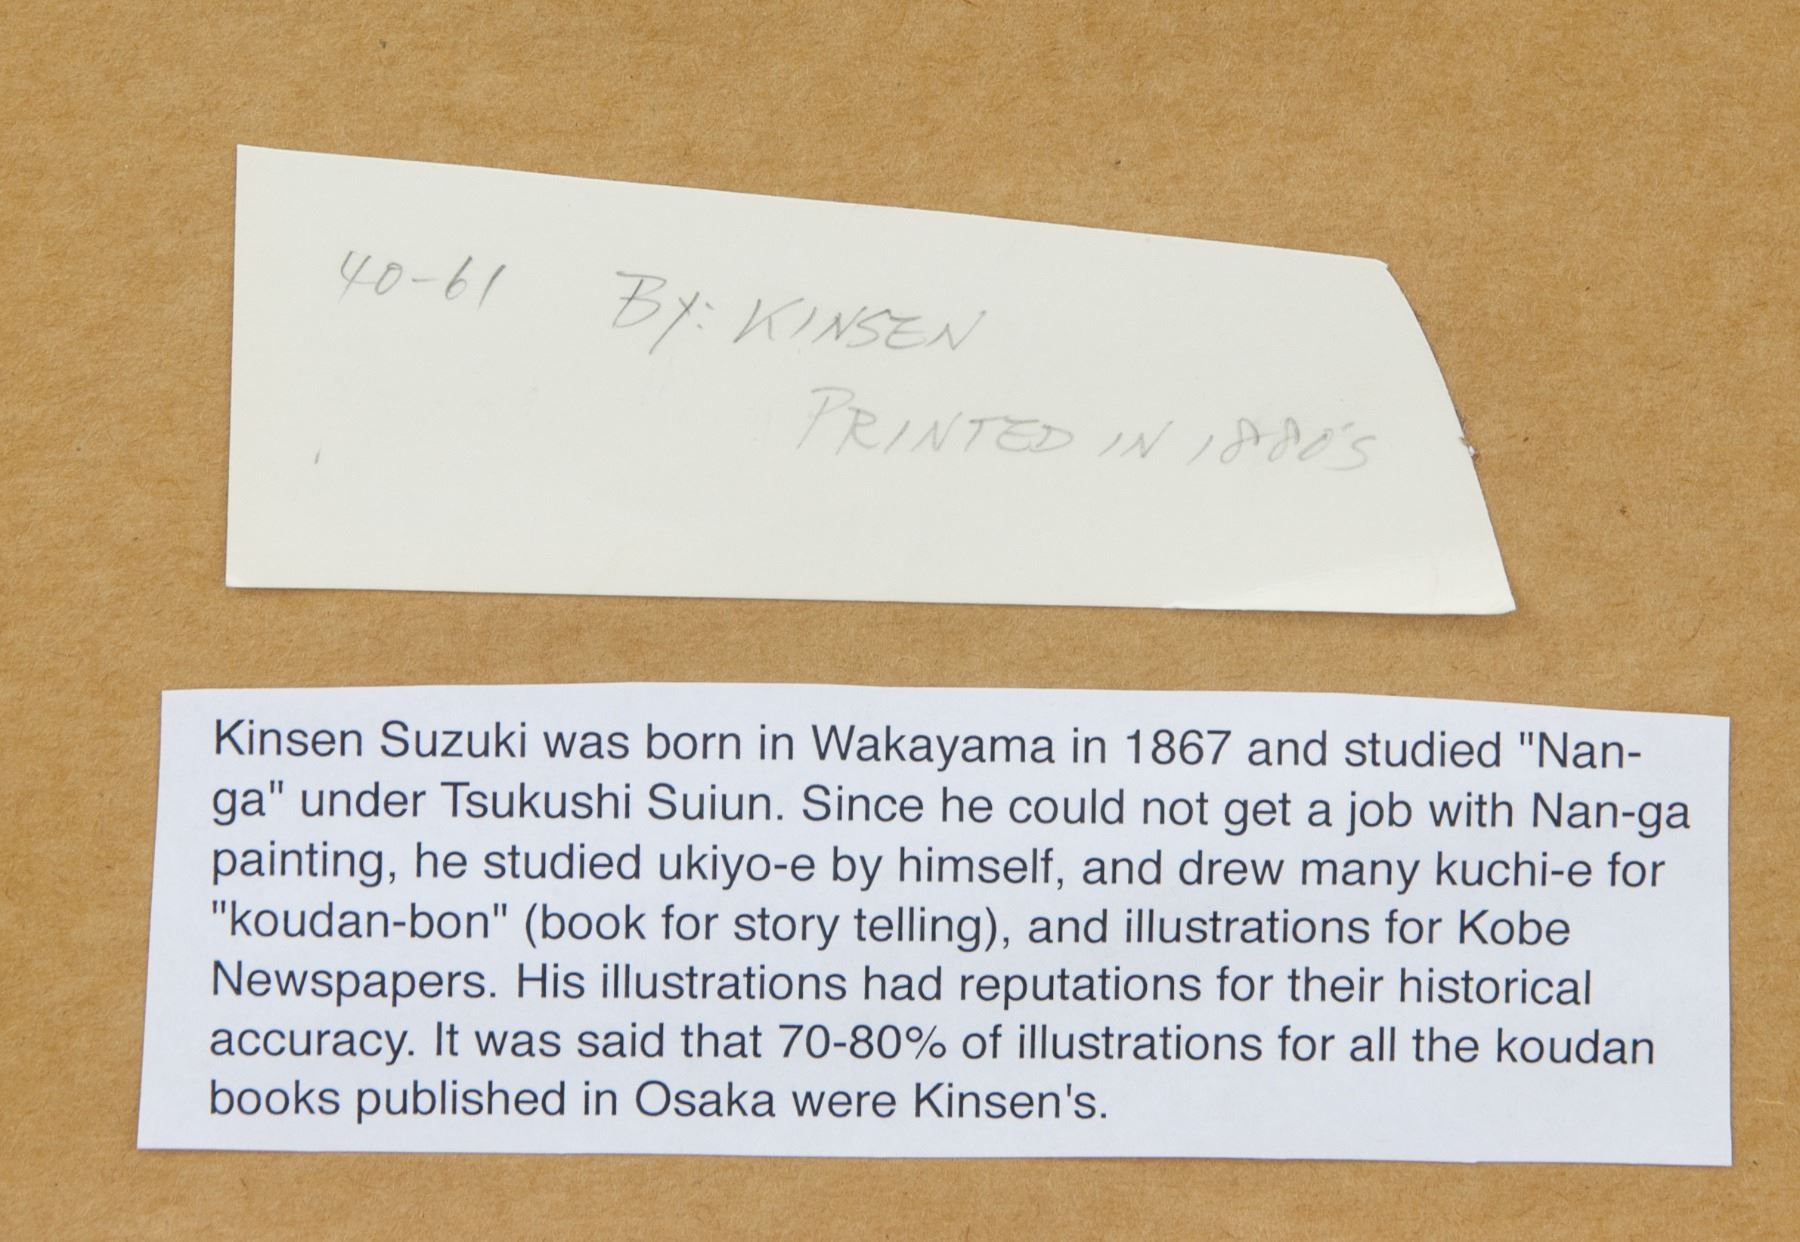 40-61 By: KINSEN
PRINTED IN 1880'S
Kinsen Suzuki was born in Wakayama in 1867 and studied "Nan-
ga" under Tsukushi Suiun. Since he could not get a job with Nan-ga
painting, he studied ukiyo-e by himself, and drew many kuchi-e for
"koudan-bon" (book for story telling), and illustrations for Kobe
Newspapers. His illustrations had reputations for their historical
accuracy. It was said that 70-80% of illustrations for all the koudan
books published in Osaka were Kinsen's.